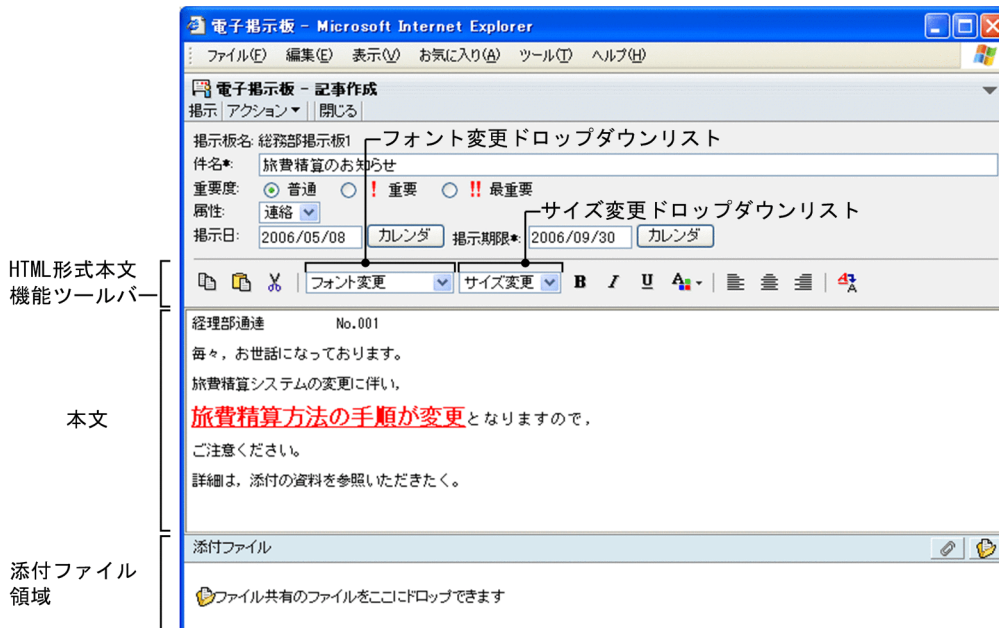 電子掲示板 - Microsoft Internet Explorer
ファイル(F) 編集(E) 表示(V) お気に入り(A) ツール(T) ヘルプ(H)
電子掲示板 - 記事作成
掲示 アクション▼ 閉じる
掲示板名: 総務部掲示板1
フォント変更ドロップダウンリスト
件名*: 旅費精算のお知らせ
重要度: 普通 ! 重要 !! 最重要
属性: 連絡
サイズ変更ドロップダウンリスト
掲示日: 2006/05/08 カレンダ 掲示期限*: 2006/09/30 カレンダ
HTML形式本文
機能ツールバー
フォント変更 サイズ変更 B I U A A
経理部通達 No.001
毎々，お世話になっております。
旅費精算システムの変更に伴い，
旅費精算方法の手順が変更となりますので，
ご注意ください。
詳細は，添付の資料を参照いただきたく。
本文
添付ファイル
添付ファイル
領域
ファイル共有のファイルをここにドロップできます